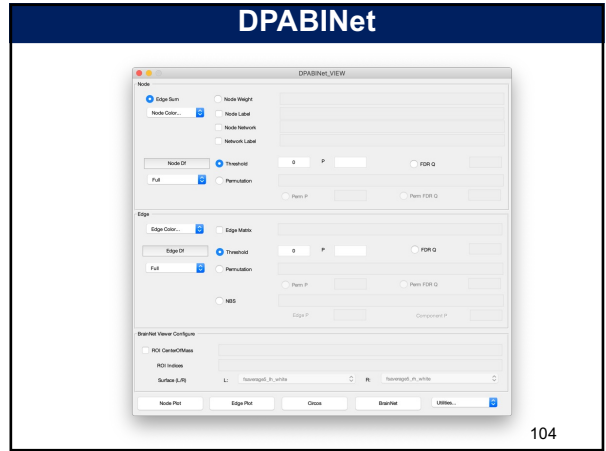 DPABINet
DPABINet_VIEW
Node
Edge Sum Node Weight
Node Color... Node Label
Node Network
Network Label
Node Df Threshold 0 P FDR Q
Full Permutation
Perm P Perm FDR Q
Edge
Edge Color... Edge Matrix
Edge Df Threshold 0 P FDR Q
Full Permutation
Perm P Perm FDR Q
NBS
Edge P Component P
BrainNet Viewer Configure
ROI CenterOfMass
ROI Indices
Surface (L/R) L: fsaverage5_lh_white R: fsaverage5_rh_white
Node Plot Edge Plot Circos BrainNet Utilities...
104